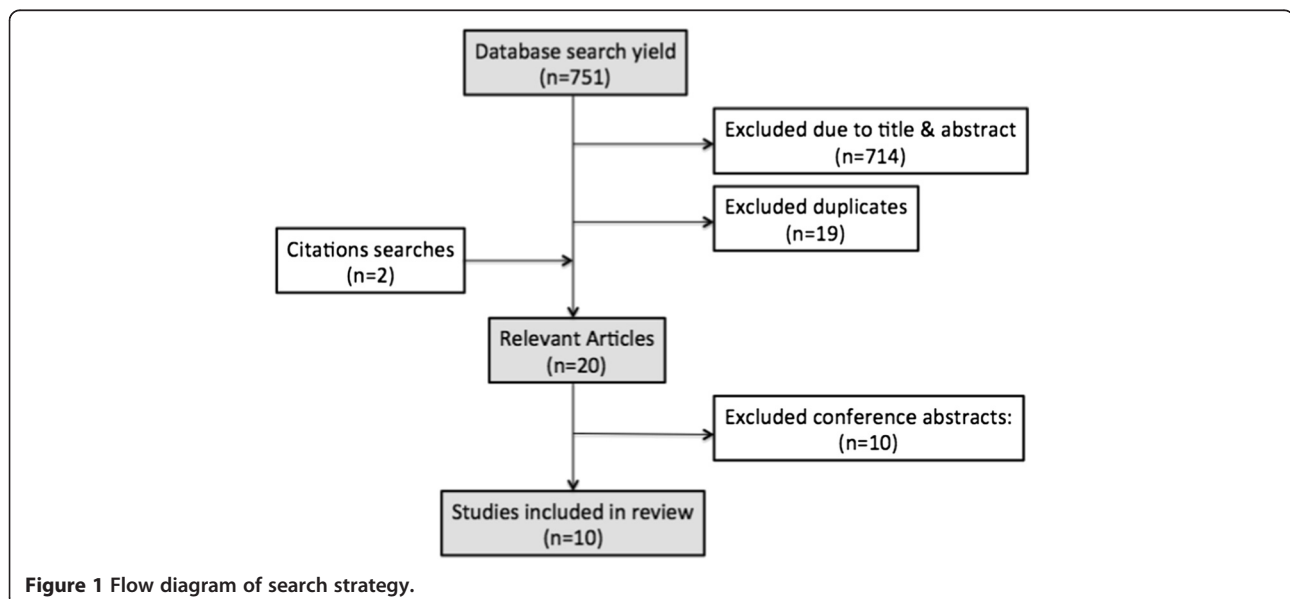 Database search yield
(n=751)
Excluded due to title & abstract
(n=714)
Excluded duplicates
(n=19)
Citations searches
(n=2)
Relevant Articles
(n=20)
Excluded conference abstracts:
(n=10)
Studies included in review
(n=10)
Figure 1 Flow diagram of search strategy.